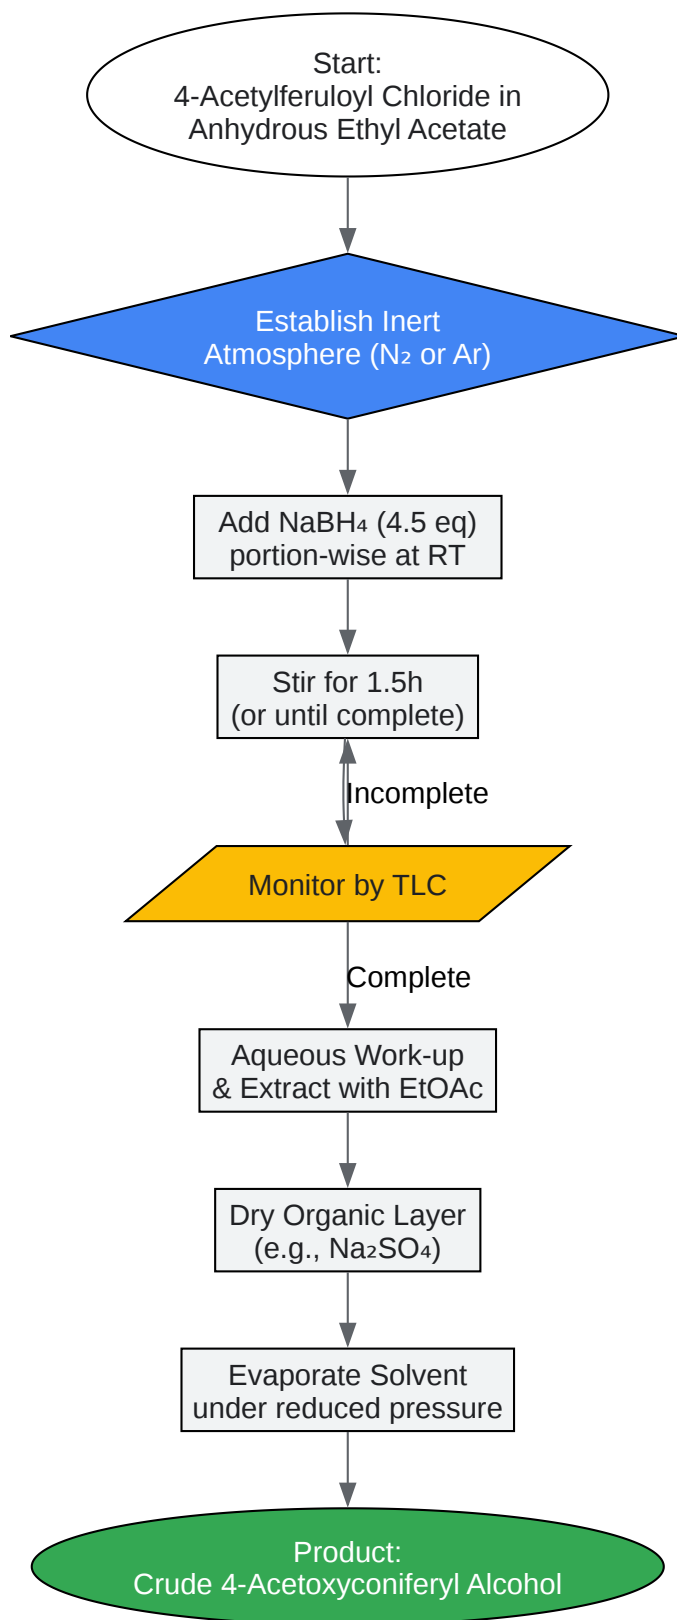 Start:
4-Acetylferuloyl Chloride in
Anhydrous Ethyl Acetate
Establish Inert
Atmosphere (N₂ or Ar)
Add NaBH₄ (4.5 eq)
portion-wise at RT
Stir for 1.5h
(or until complete)
Incomplete
Monitor by TLC
Complete
Aqueous Work-up
& Extract with EtOAc
Dry Organic Layer
(e.g., Na₂SO₄)
Evaporate Solvent
under reduced pressure
Product:
Crude 4-Acetoxyconiferyl Alcohol